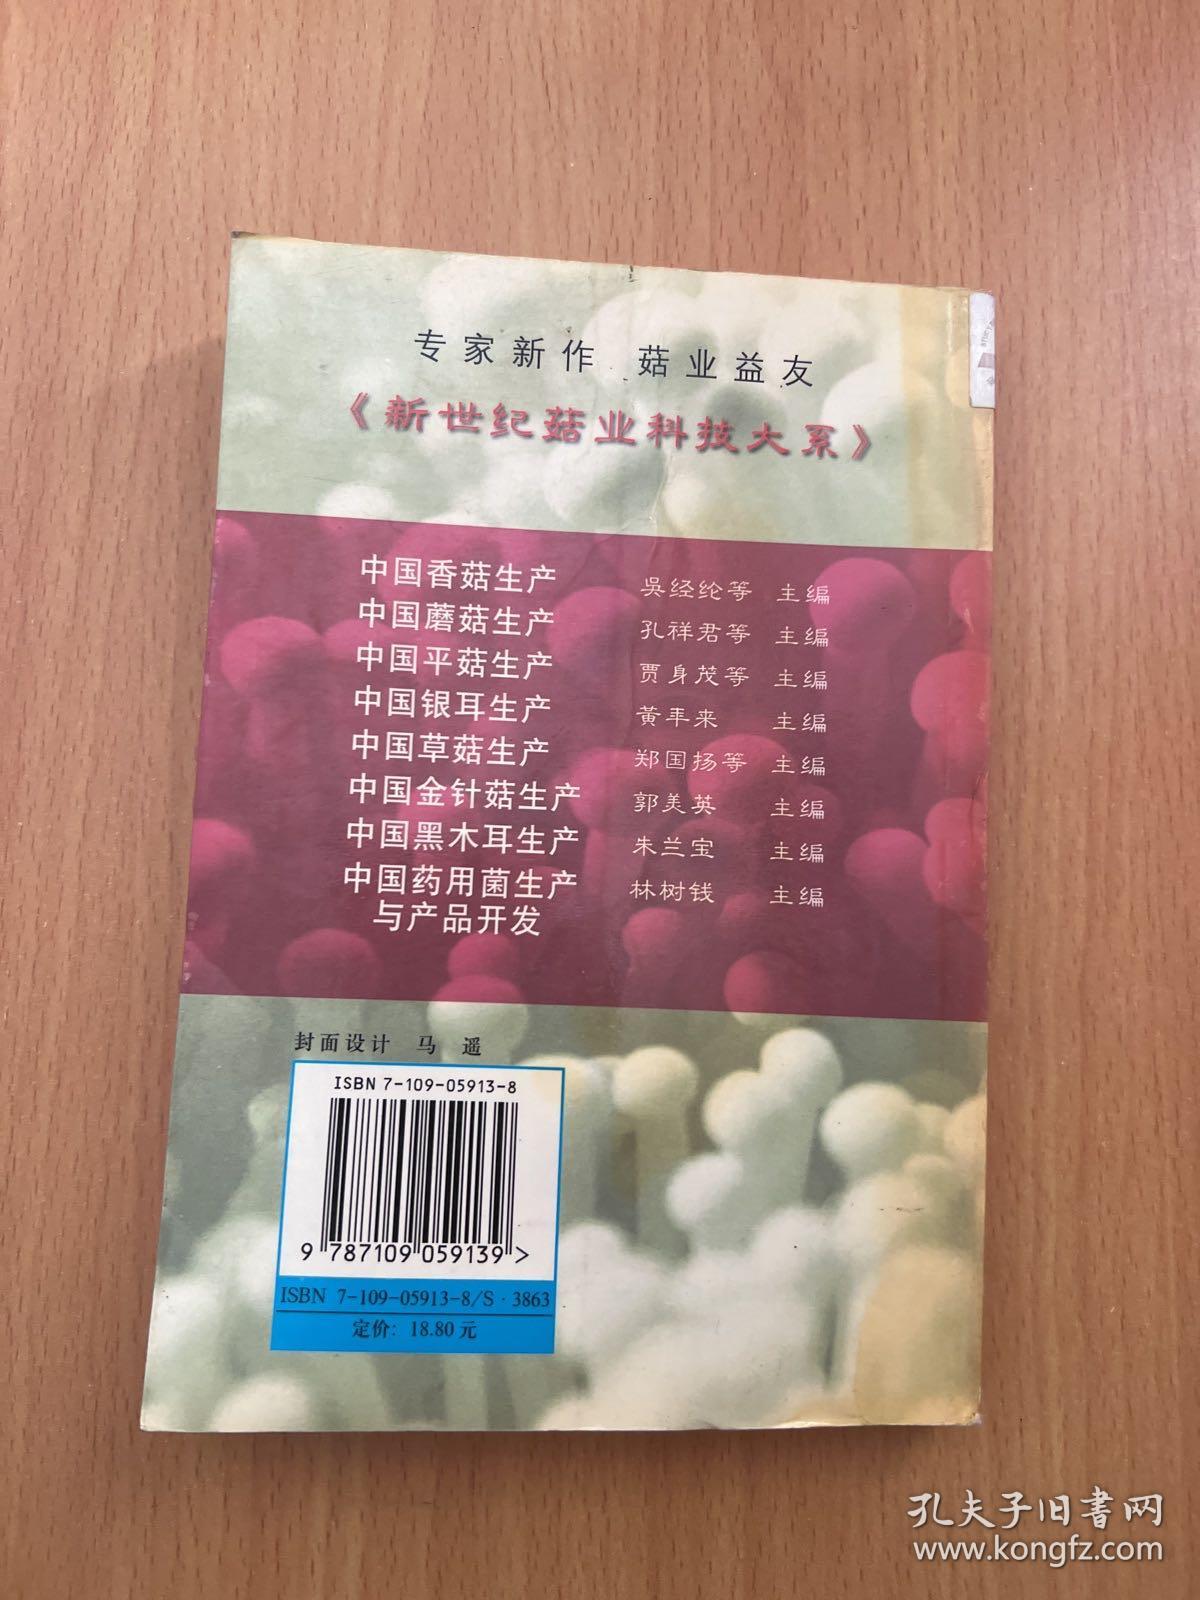 专家新作 菇业益友
《新世纪菇业科技大系》
中国香菇生产 吳经纶等 主编
中国蘑菇生产 孔祥君等 主编
中国平菇生产 贾身茂等 主编
中国银耳生产 黄年来 主编
中国草菇生产 郑国扬等 主编
中国金针菇生产 郭美英 主编
中国黑木耳生产 朱兰宝 主编
中国药用菌生产 林树钱 主编
与产品开发
封面设计 马 遥
ISBN 7-109-05913-8
9 787109 059139 >
ISBN 7-109-05913-8/S·3863
定价：18.80元
孔夫子旧书网
www.kongfz.com